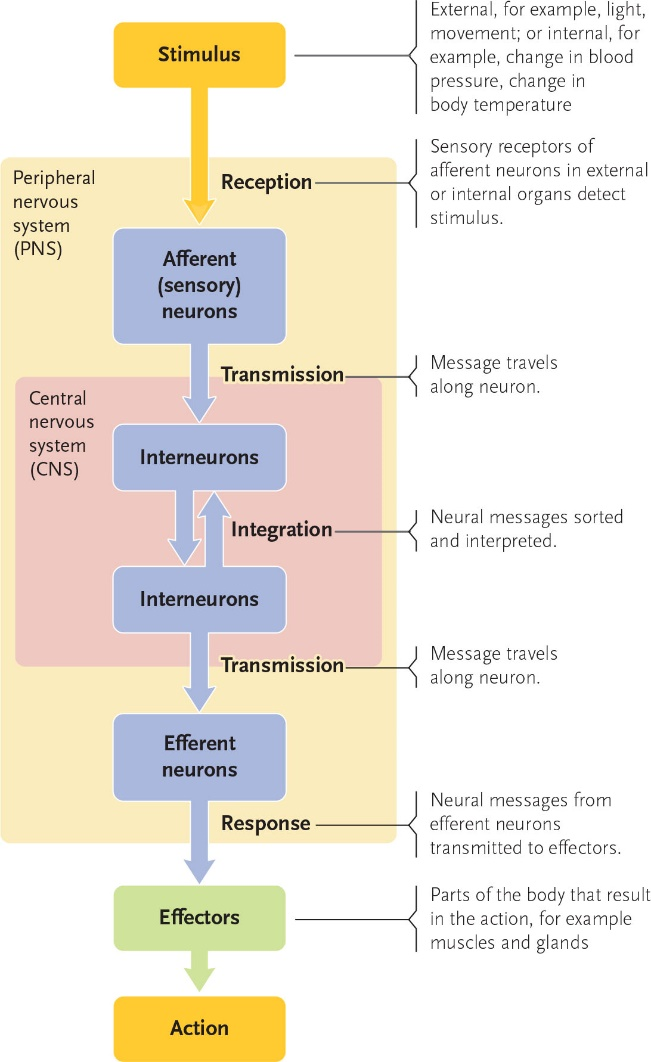 Stimulus
External, for example, light,
movement; or internal, for
example, change in blood
pressure, change in
body temperature
Peripheral
nervous
system
(PNS)
Reception
Sensory receptors of
afferent neurons in external
or internal organs detect
stimulus.
Afferent
(sensory)
neurons
Transmission
Message travels
along neuron.
Central
nervous
system
(CNS)
Interneurons
Integration
Neural messages sorted
and interpreted.
Interneurons
Transmission
Message travels
along neuron.
Efferent
neurons
Response
Neural messages from
efferent neurons
transmitted to effectors.
Effectors
Parts of the body that result
in the action, for example
muscles and glands
Action